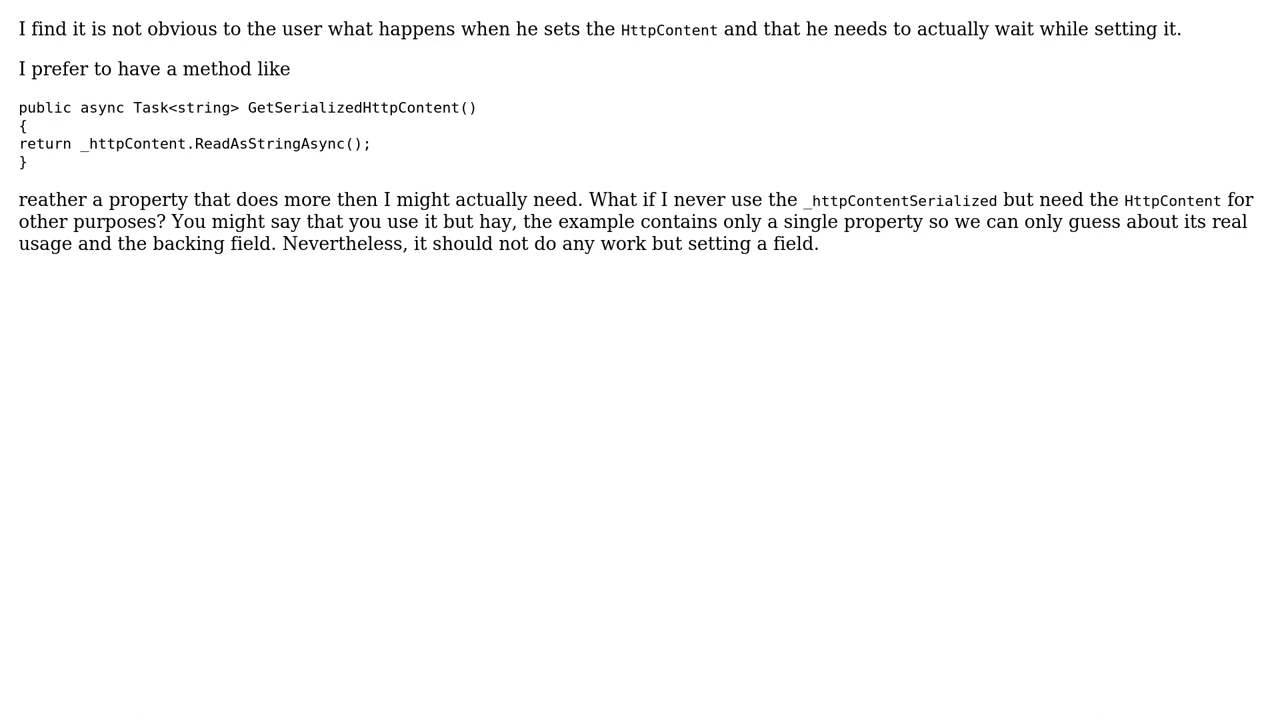 I find it is not obvious to the user what happens when he sets the HttpContent and that he needs to actually wait while setting it.
I prefer to have a method like
public async Task<string> GetSerializedHttpContent()
{
return _httpContent.ReadAsStringAsync();
}
reather a property that does more then I might actually need. What if I never use the _httpContentSerialized but need the HttpContent for
other purposes? You might say that you use it but hay, the example contains only a single property so we can only guess about its real
usage and the backing field. Nevertheless, it should not do any work but setting a field.